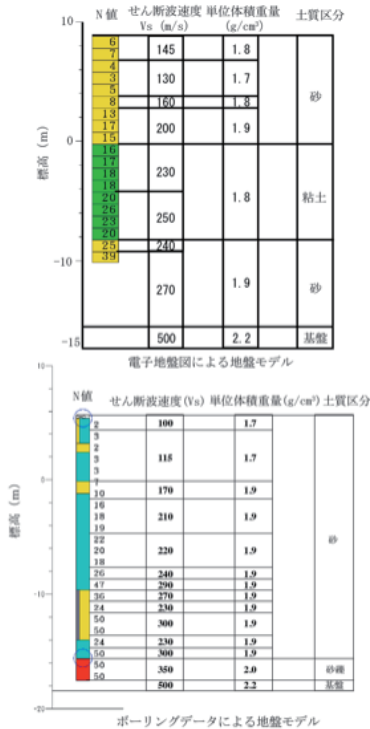 N 値 せん断波速度 単位体積重量 土質区分
Vs (m/s) (g/cm³)
標高 (m)
10
0
-10
-15
6
7 145 1.8
4
3 130 1.7
5
8 160 1.8 砂
13
17 200 1.9
15
16
17 230
18
18
20 1.8 粘土
26 250
23
20
25 240
39
270 1.9 砂
500 2.2 基盤
電子地盤図による地盤モデル
N値 せん断波速度(Vs) 単位体積重量(g/cm³) 土質区分
標高 (m)
10
0
-10
-20
2 100 1.7
3
2
3 115 1.7
3
7
10 170 1.9
16
18 210 1.9
19
22
20 220 1.9
18
26 240 1.9
47 290 1.9
36 270 1.9
24 230 1.9
50 300 1.9
50
24 230 1.9
50 300 1.9
砂
50 350 2.0 砂礫
50
500 2.2 基盤
ボーリングデータによる地盤モデル